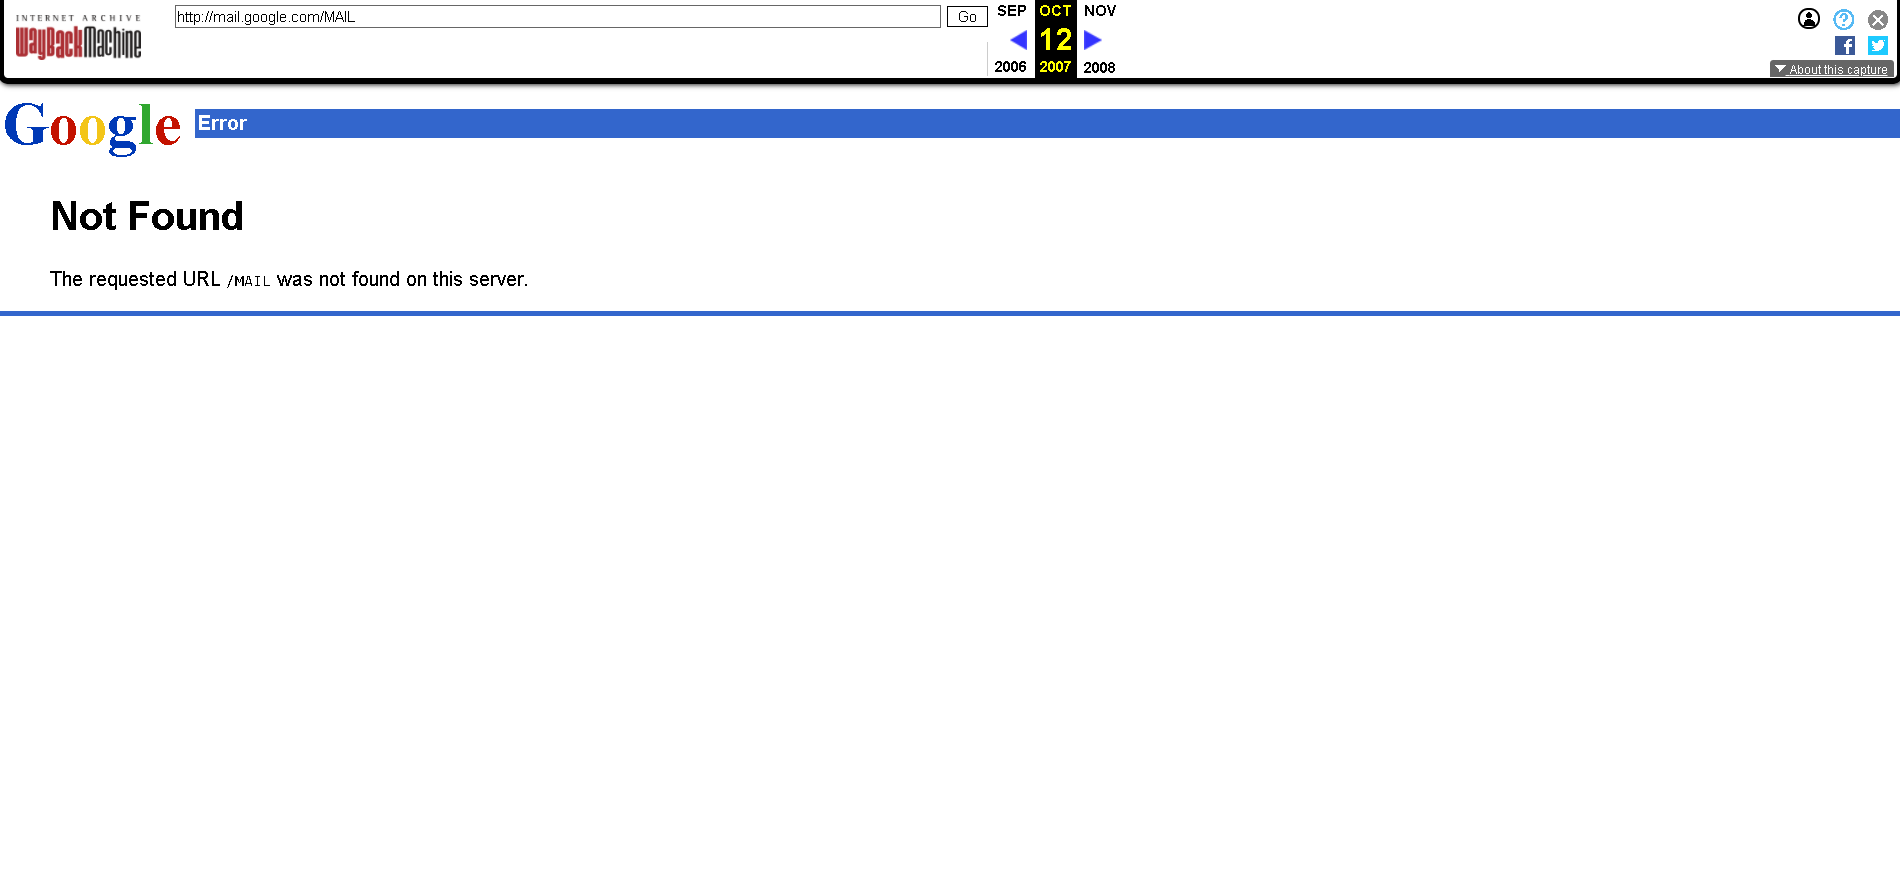 INTERNET ARCHIVE
WayBackMachine
http://mail.google.com/MAIL
Go
SEP OCT NOV
12
2006 2007 2008
About this capture
Google
Error
Not Found
The requested URL /MAIL was not found on this server.